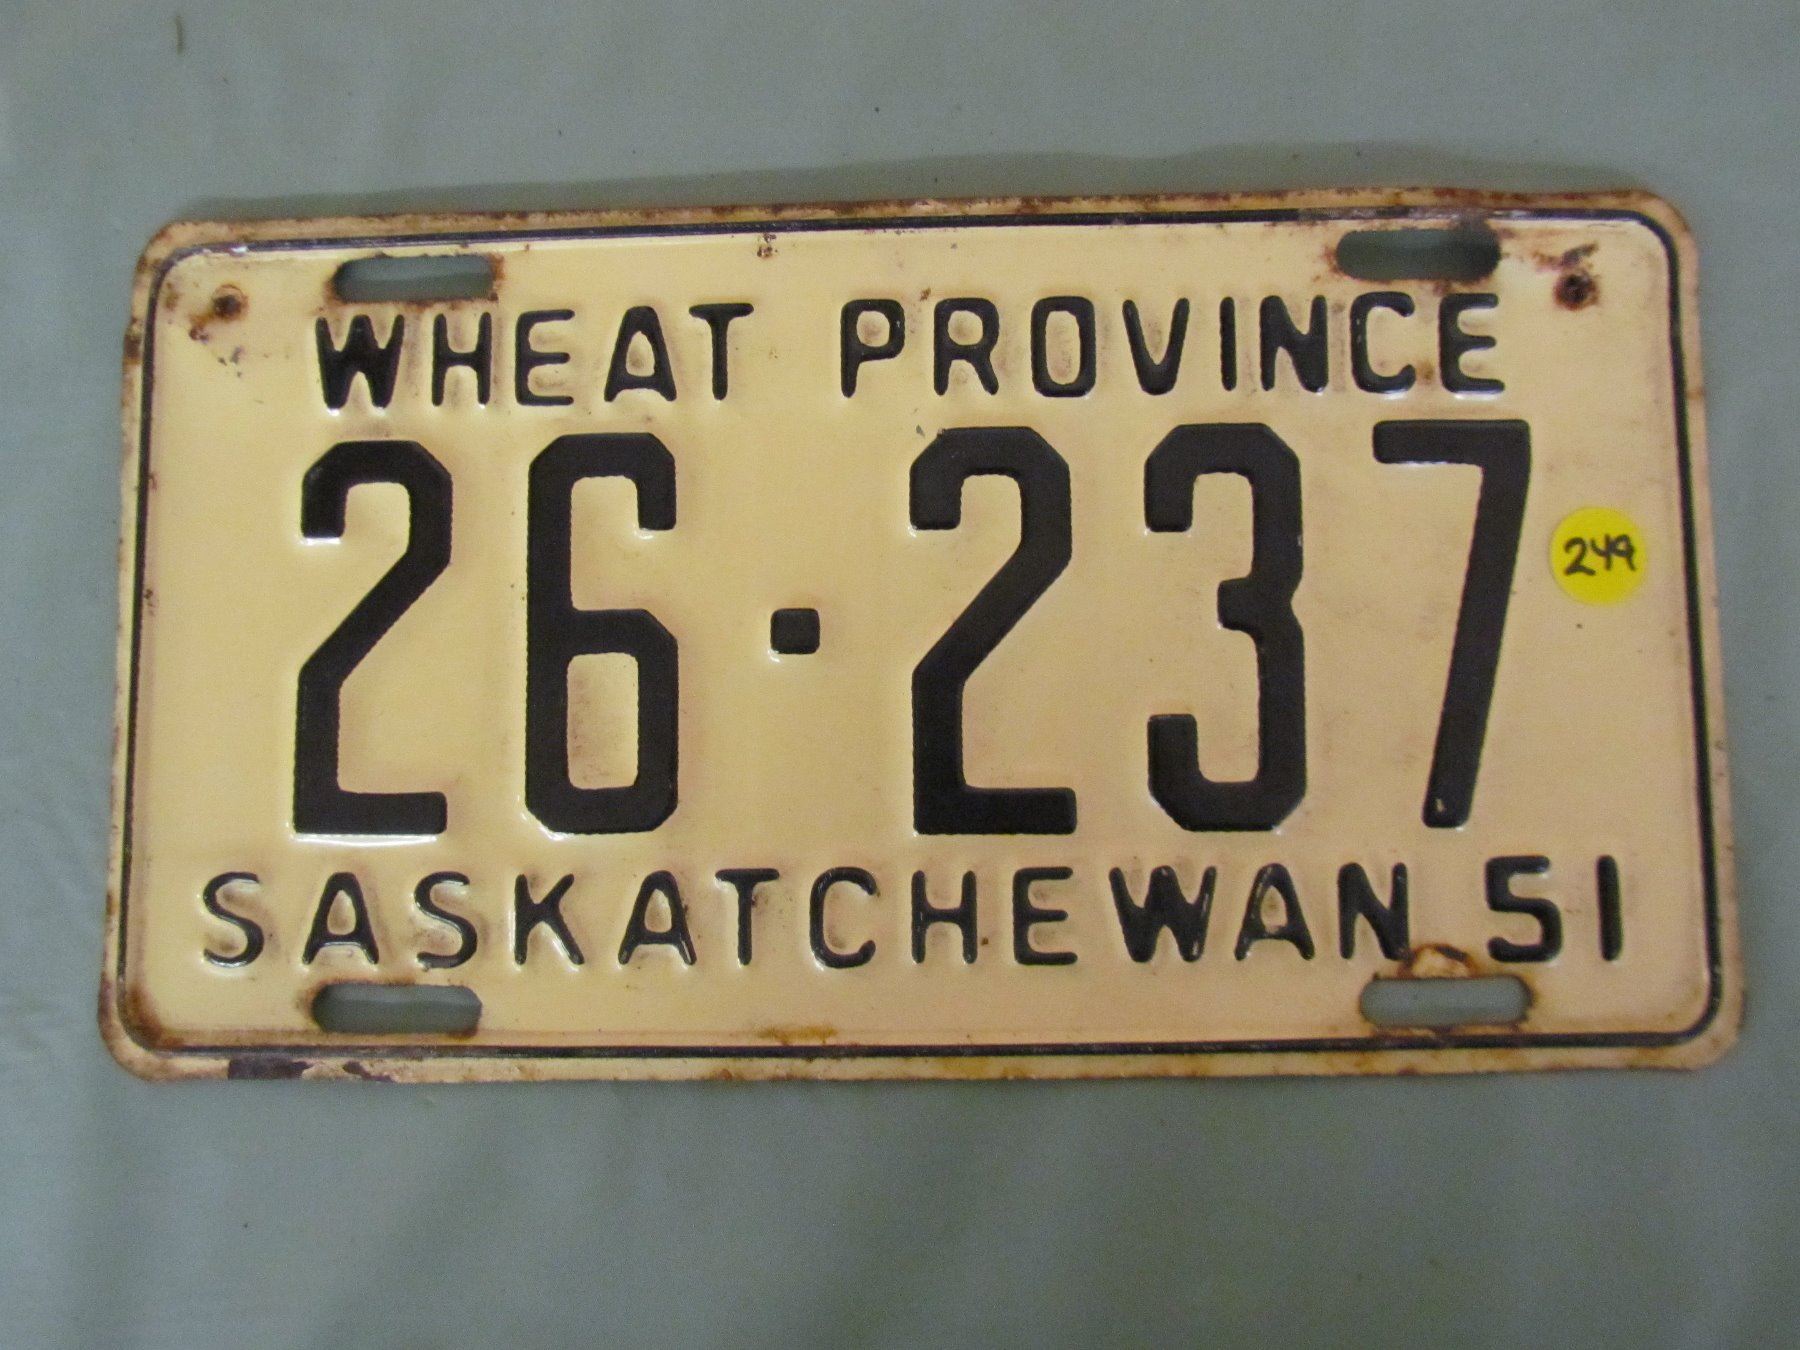 WHEAT PROVINCE
26·237
249
SASKATCHEWAN 51